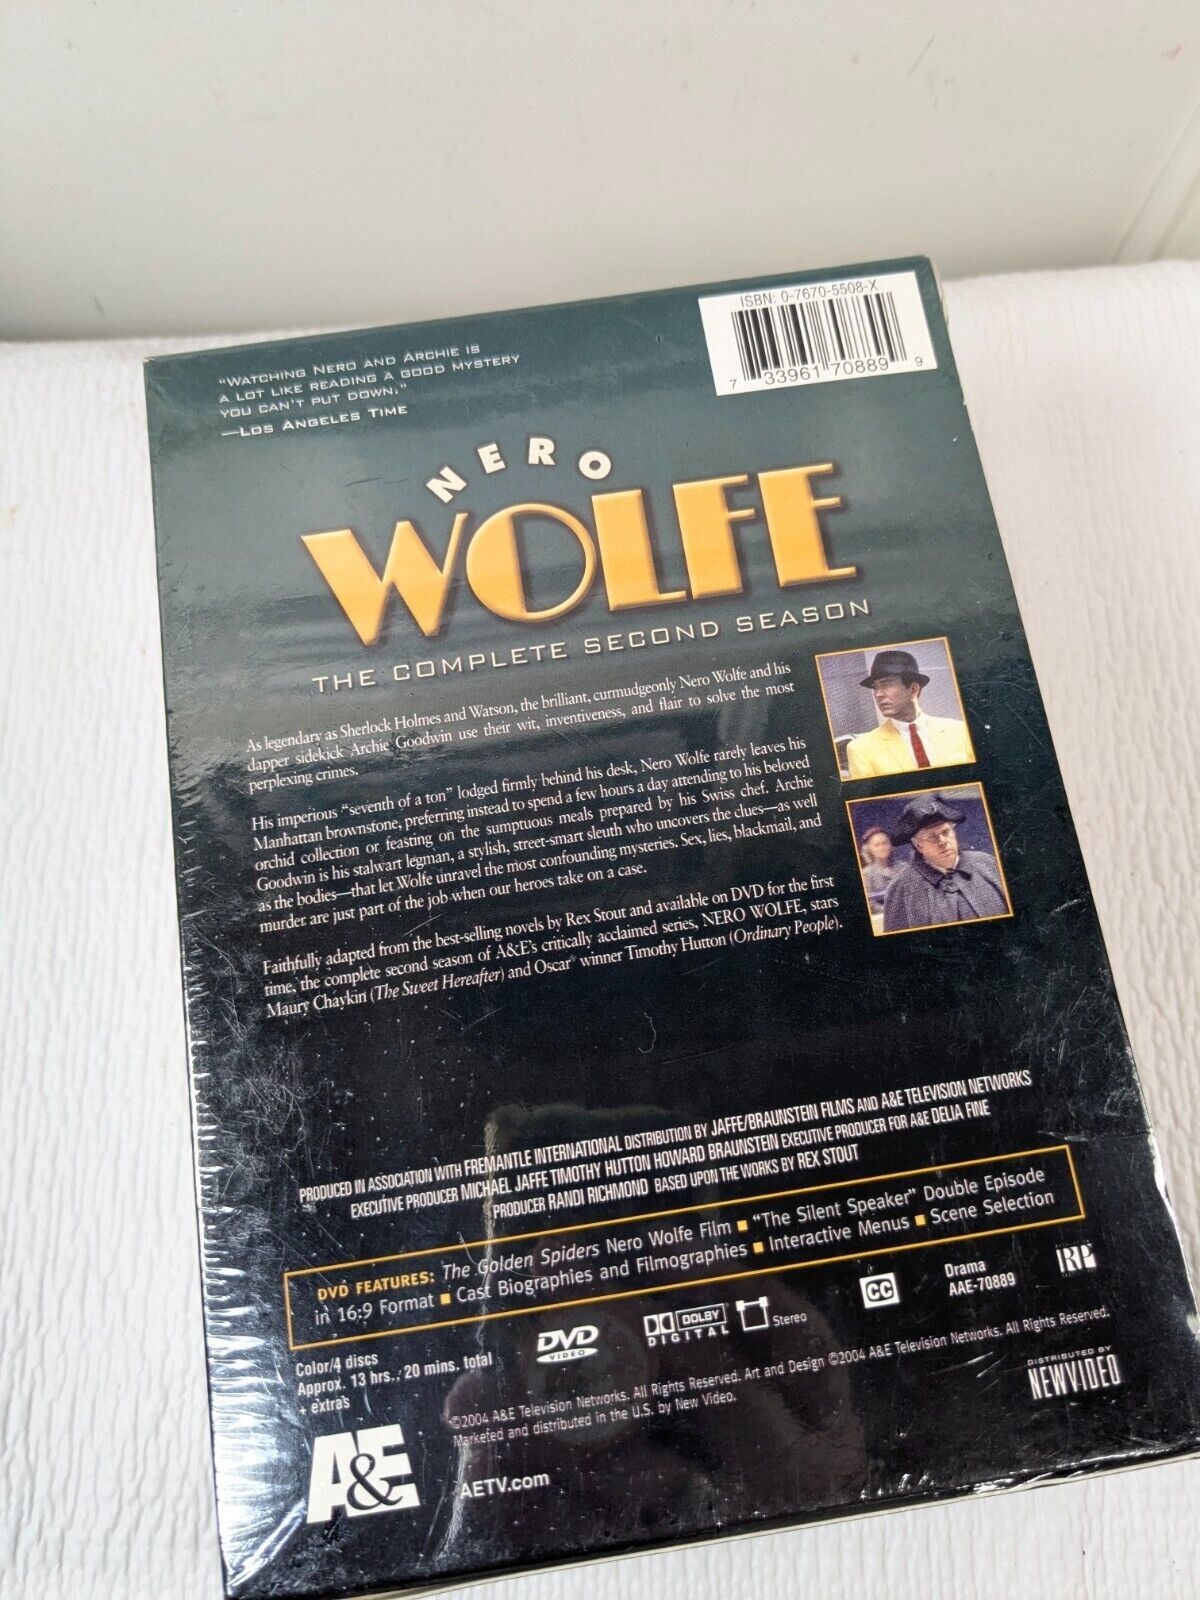 ISBN: 0-7670-5508-X
7 33961 70889 9
"WATCHING NERO AND ARCHIE IS
A LOT LIKE READING A GOOD MYSTERY
YOU CAN'T PUT DOWN."
—LOS ANGELES TIME
NERO
WOLFE
THE COMPLETE SECOND SEASON
As legendary as Sherlock Holmes and Watson, the brilliant, curmudgeonly Nero Wolfe and his
dapper sidekick Archie Goodwin use their wit, inventiveness, and flair to solve the most
perplexing crimes.
His imperious "seventh of a ton" lodged firmly behind his desk, Nero Wolfe rarely leaves his
Manhattan brownstone, preferring instead to spend a few hours a day attending to his beloved
orchid collection or feasting on the sumptuous meals prepared by his Swiss chef. Archie
Goodwin is his stalwart legman, a stylish, street-smart sleuth who uncovers the clues—as well
as the bodies—that let Wolfe unravel the most confounding mysteries. Sex, lies, blackmail, and
murder are just part of the job when our heroes take on a case.
Faithfully adapted from the best-selling novels by Rex Stout and available on DVD for the first
time, the complete second season of A&E's critically acclaimed series, NERO WOLFE, stars
Maury Chaykin (The Sweet Hereafter) and Oscar® winner Timothy Hutton (Ordinary People).
PRODUCED IN ASSOCIATION WITH FREMANTLE INTERNATIONAL DISTRIBUTION BY JAFFE/BRAUNSTEIN FILMS AND A&E TELEVISION NETWORKS
EXECUTIVE PRODUCER MICHAEL JAFFE TIMOTHY HUTTON HOWARD BRAUNSTEIN EXECUTIVE PRODUCER FOR A&E DELIA FINE
PRODUCER RANDI RICHMOND BASED UPON THE WORKS BY REX STOUT
DVD FEATURES: The Golden Spiders Nero Wolfe Film ■ "The Silent Speaker" Double Episode
in 16:9 Format ■ Cast Biographies and Filmographies ■ Interactive Menus ■ Scene Selection
Color/4 discs
Approx. 13 hrs., 20 mins. total
+ extras
DVD VIDEO
DOLBY DIGITAL
Stereo
CC
Drama
AAE-70889
©2004 A&E Television Networks. All Rights Reserved. Art and Design ©2004 A&E Television Networks. All Rights Reserved.
Marketed and distributed in the U.S. by New Video.
DISTRIBUTED BY
NEWVIDEO
A&E
AETV.com